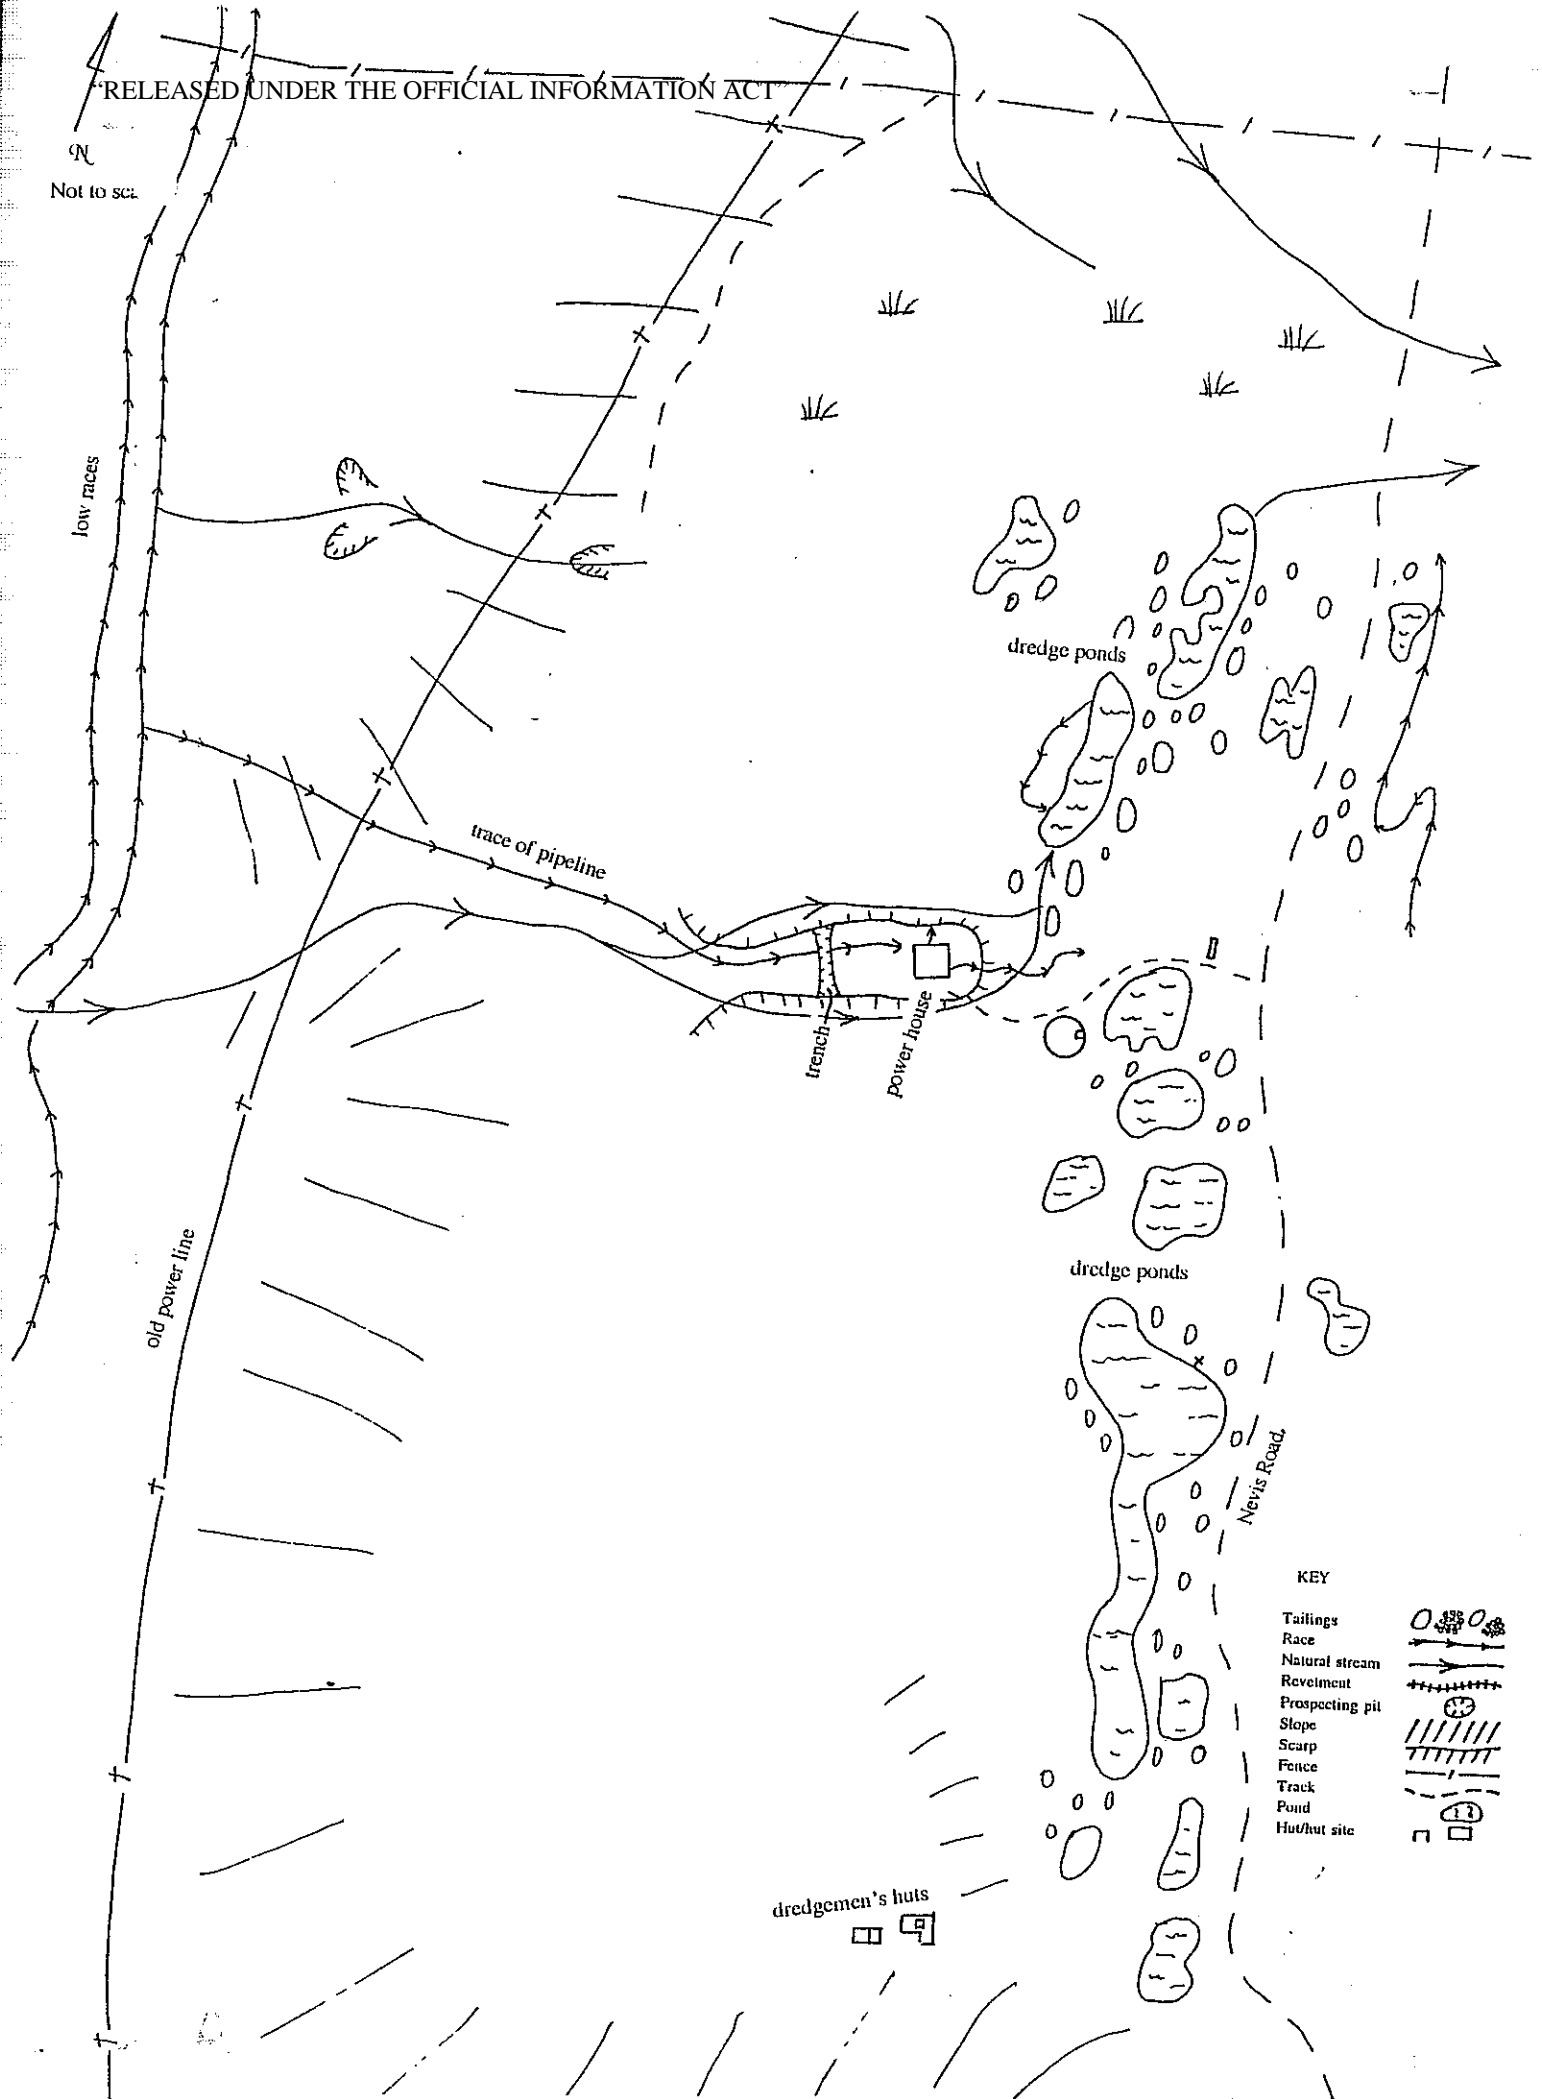 “RELEASED UNDER THE OFFICIAL INFORMATION ACT”
N
Not to
low races
dredge ponds
trace of pipeline
trench
power house
old power line
dredge ponds
Nevis Road,
KEY
Tailings
Race
Natural stream
Revetment
Prospecting pit
Slope
Scarp
Fence
Track
Pond
Hut/hut site
dredgemen's huts